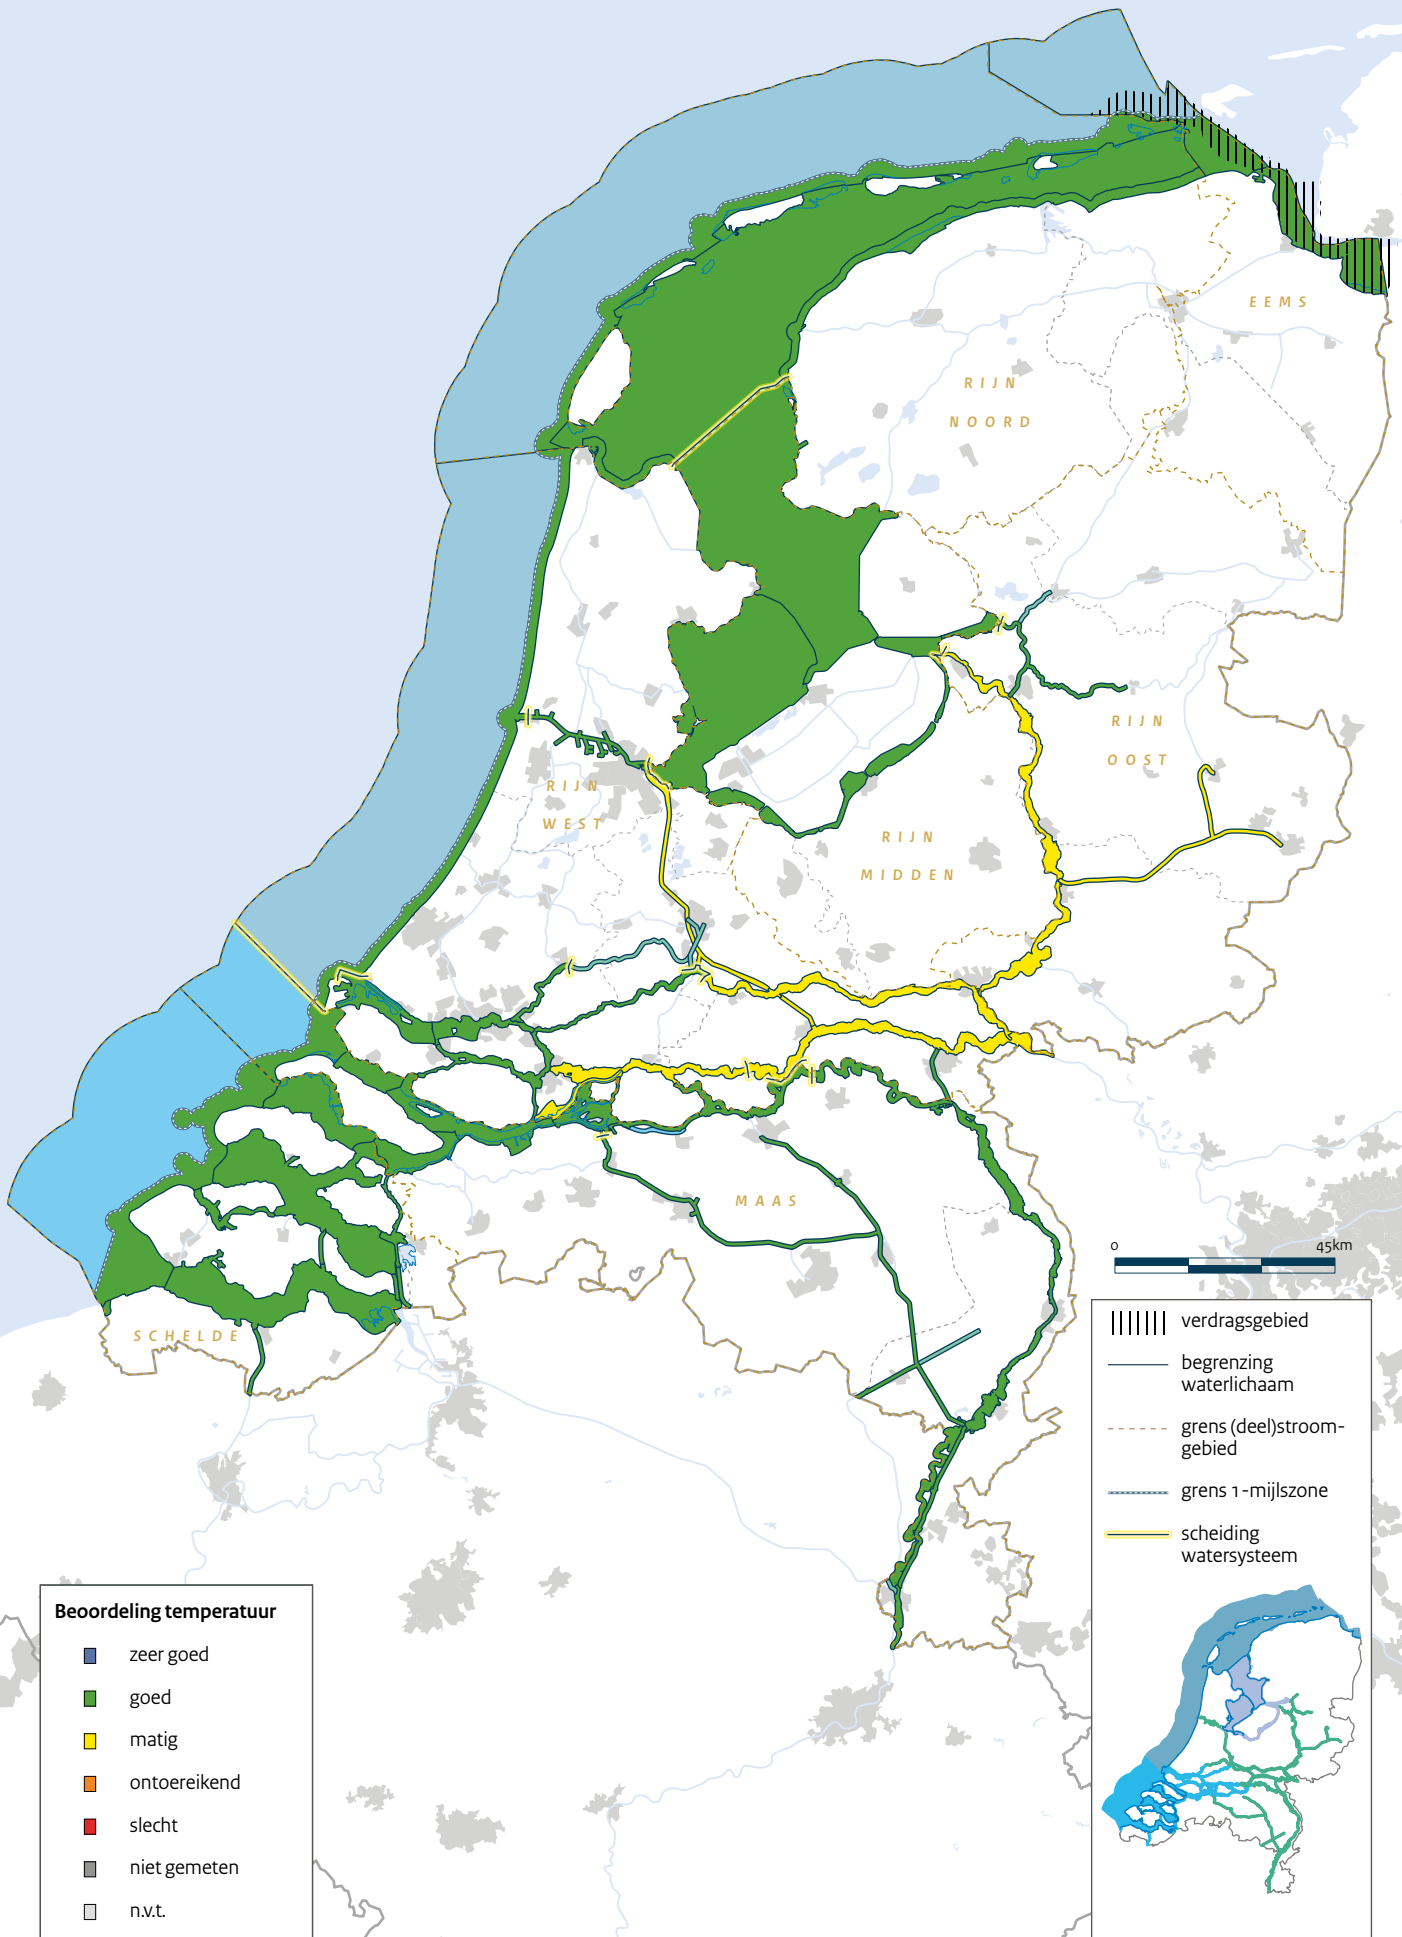 EEMS
RIJN
NOORD
RIJN
OOST
RIJN
WEST
RIJN
MIDDEN
MAAS
SCHELDE
0 45km
verdragsgebied
begrenzing
waterlichaam
grens (deel)stroom-
gebied
grens 1-mijlszone
scheiding
watersysteem
Beoordeling temperatuur
zeer goed
goed
matig
ontoereikend
slecht
niet gemeten
n.v.t.